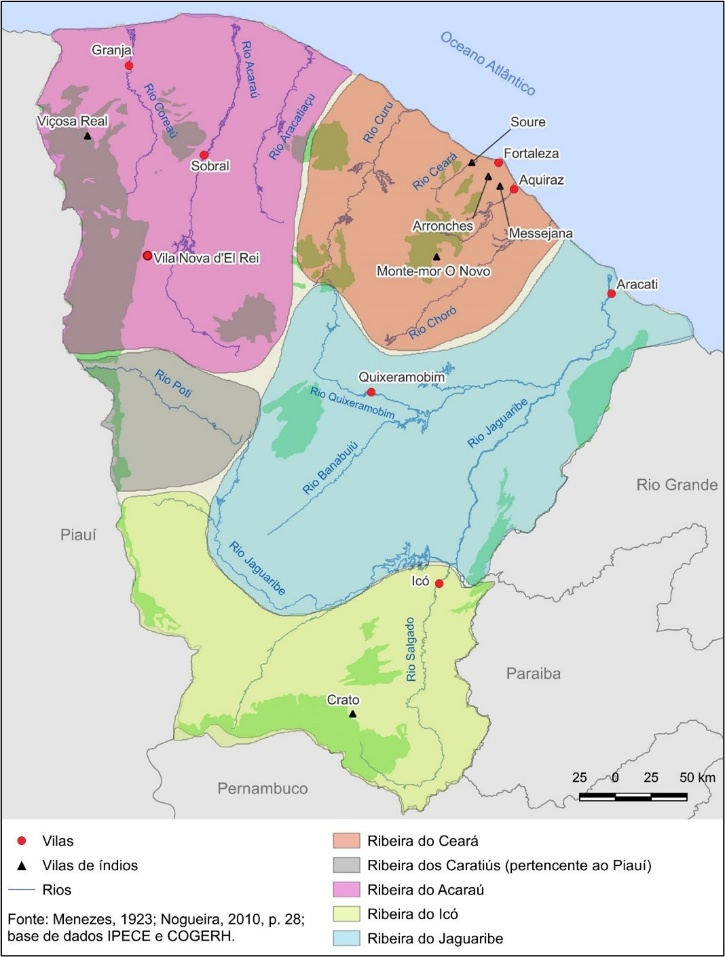 Oceano Atlântico
Granja
Rio Coreaú
Rio Acaraú
Rio Aracatiaçu
Viçosa Real
Sobral
Vila Nova d'El Rei
Rio Curu
Rio Ceará
Soure
Fortaleza
Aquiraz
Arronches
Messejana
Monte-mor O Novo
Rio Choró
Aracati
Rio Poti
Quixeramobim
Rio Quixeramobim
Rio Jaguaribe
Rio Banabuiú
Rio Grande
Piauí
Rio Jaguaribe
Icó
Rio Salgado
Paraiba
Crato
Pernambuco
25 0 25 50 km
Vilas
Vilas de índios
Rios
Fonte: Menezes, 1923; Nogueira, 2010, p. 28;
base de dados IPECE e COGERH.
Ribeira do Ceará
Ribeira dos Caratiús (pertencente ao Piauí)
Ribeira do Acaraú
Ribeira do Icó
Ribeira do Jaguaribe